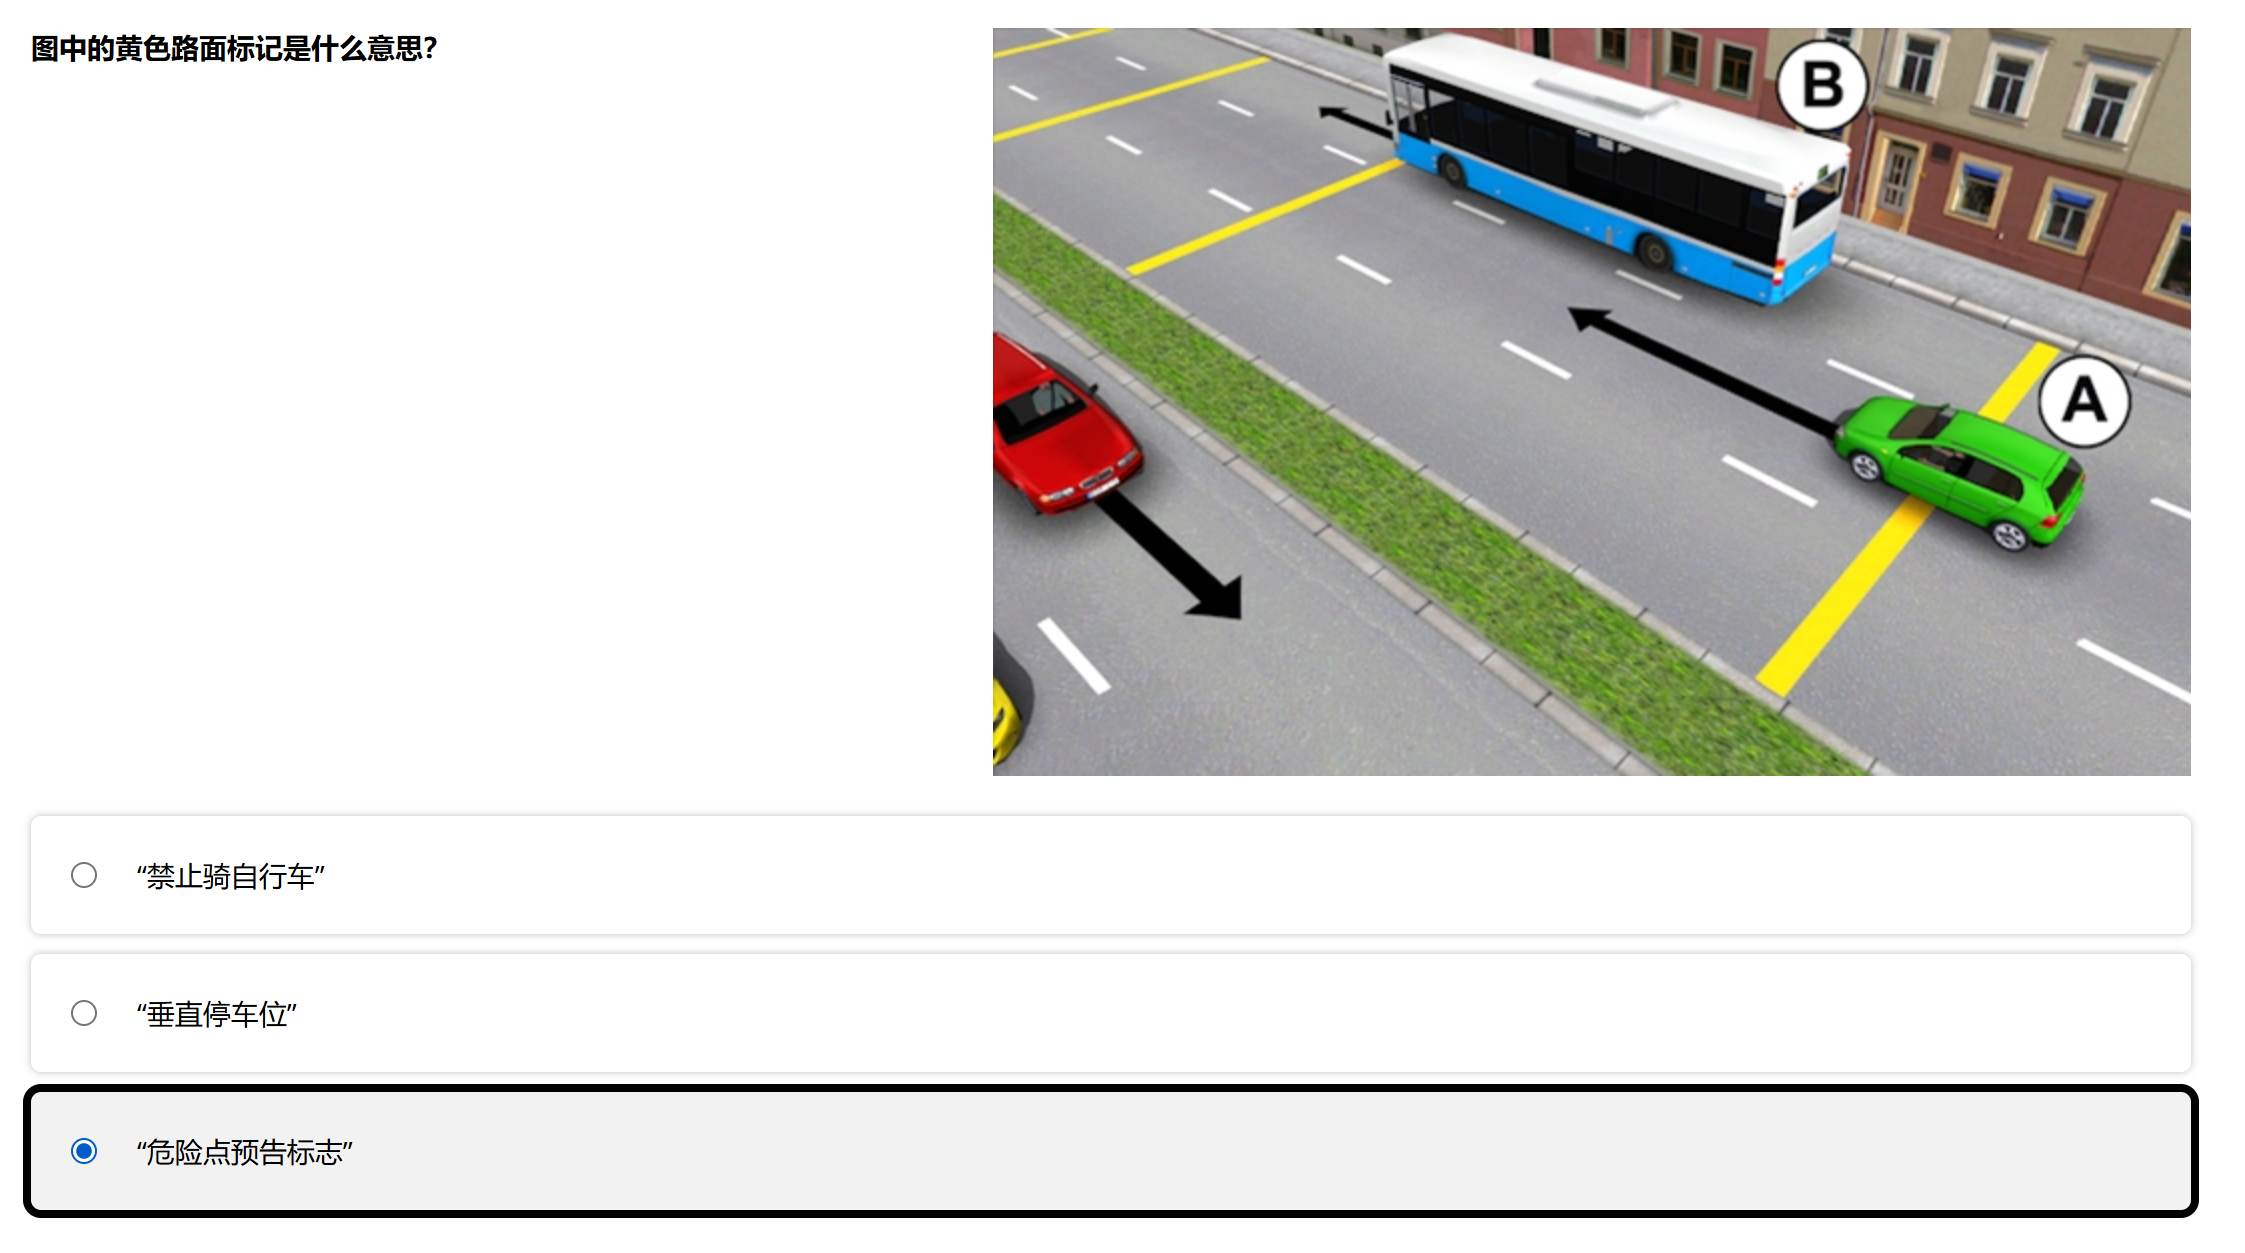 图中的黄色路面标记是什么意思？
B
A
“禁止骑自行车”
“垂直停车位”
“危险点预告标志”